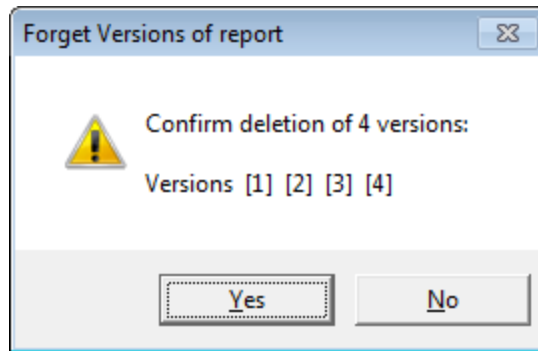 Forget Versions of report
Confirm deletion of 4 versions:
Versions [1] [2] [3] [4]
Yes
No